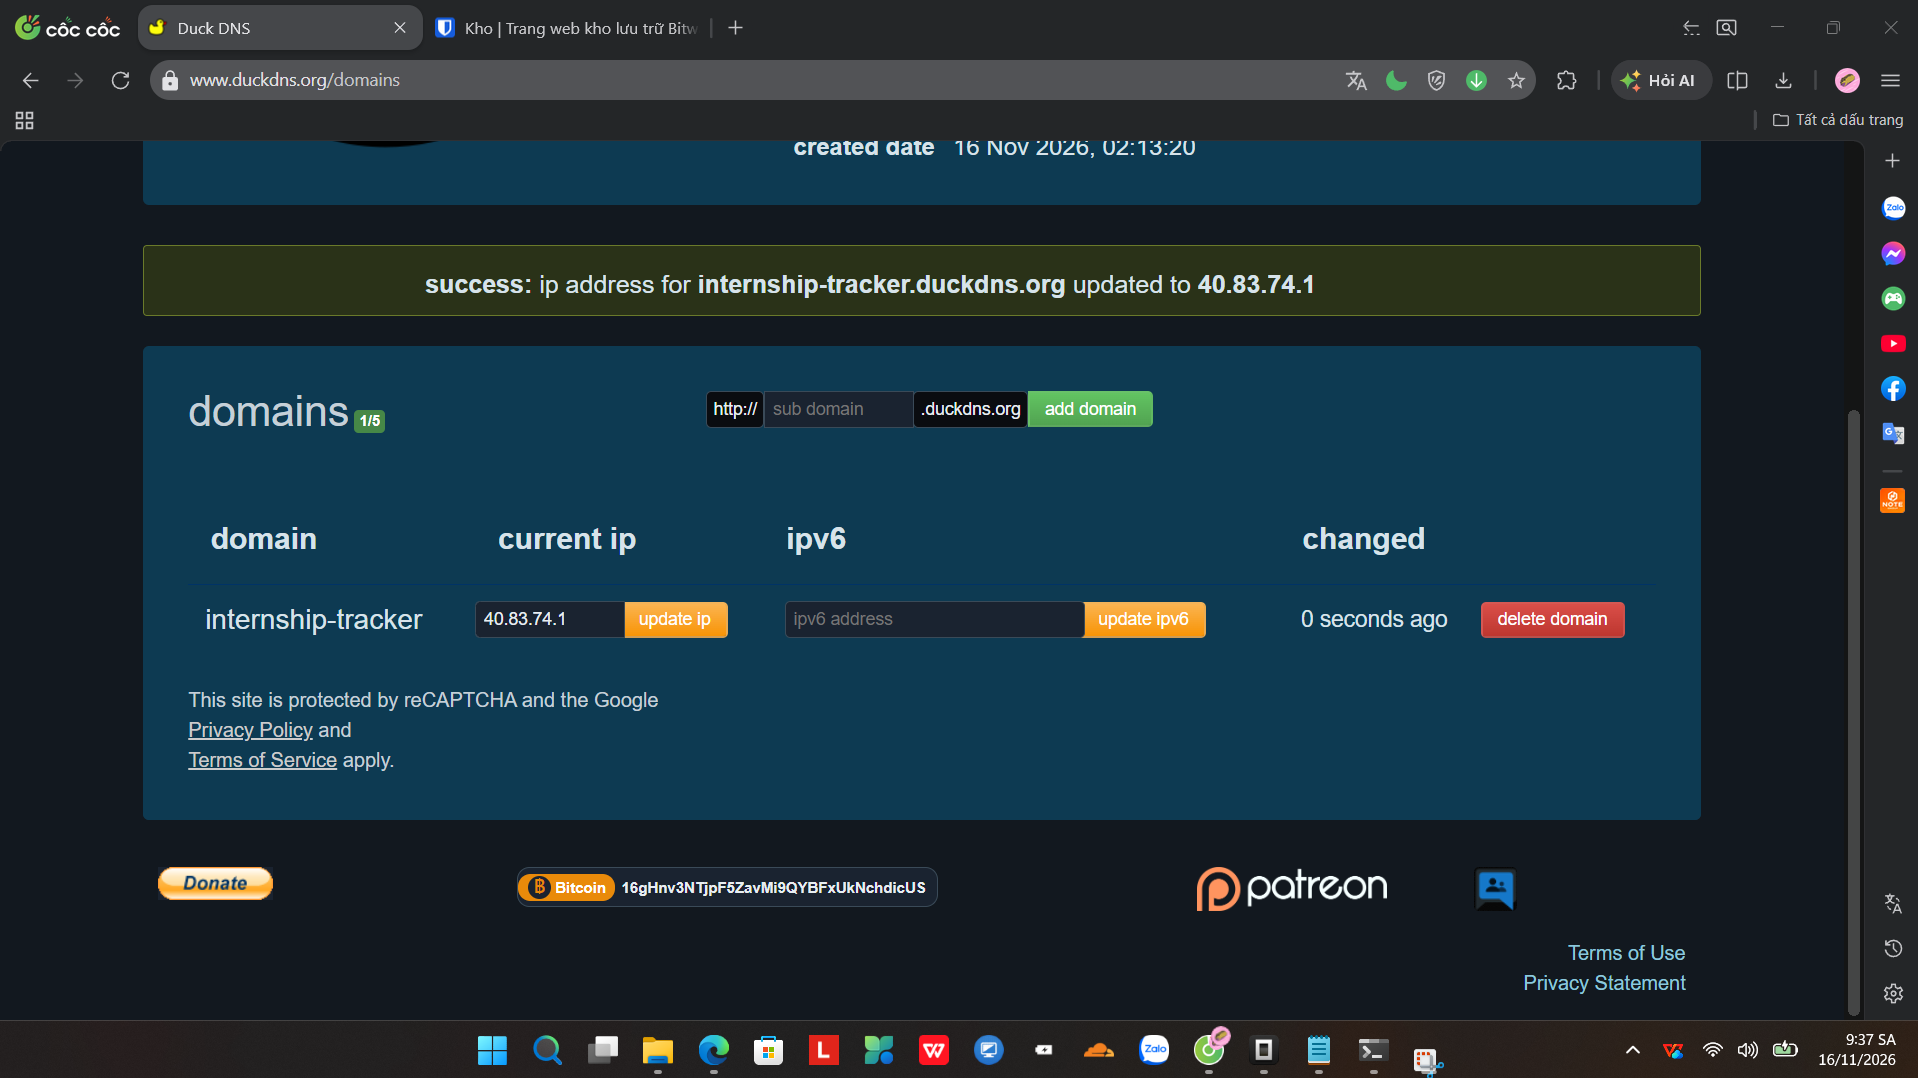 cốc cốc
Duck DNS
Kho | Trang web kho lưu trữ Bitw
www.duckdns.org/domains
Hỏi AI
Tất cả dấu trang
created date 16 Nov 2026, 02:13:20
success: ip address for internship-tracker.duckdns.org updated to 40.83.74.1
domains 1/5
http:// sub domain .duckdns.org add domain
domain current ip ipv6 changed
internship-tracker 40.83.74.1 update ip ipv6 address update ipv6 0 seconds ago delete domain
This site is protected by reCAPTCHA and the Google
Privacy Policy and
Terms of Service apply.
Donate
Bitcoin 16gHnv3NTjpF5ZavMi9QYBFxUkNchdicUS
patreon
Terms of Use
Privacy Statement
Zalo
NOTE
L
Zalo
9:37 SA
16/11/2026